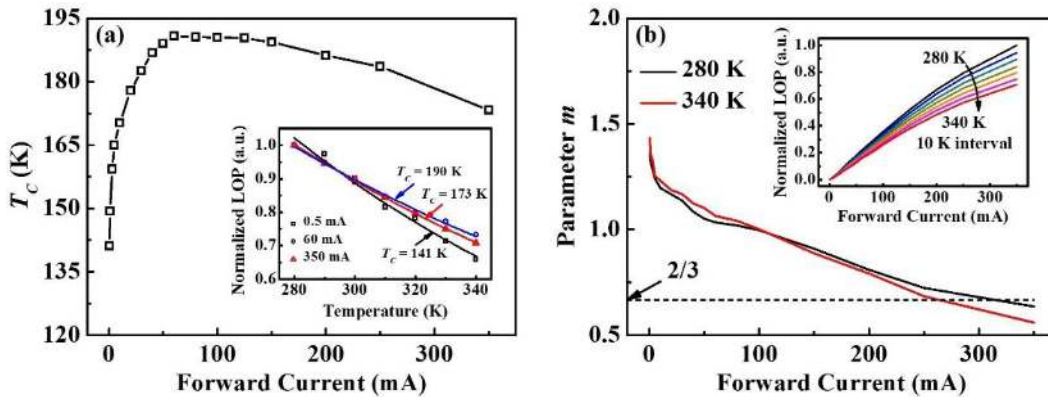 (a)
195
180
165
150
135
120
T_C (K)
0
100
200
300
Forward Current (mA)
Normalized LOP (a.u.)
1.0
0.9
0.8
0.7
0.6
280
300
320
340
Temperature (K)
T_C = 190 K
T_C = 173 K
T_C = 141 K
0.5 mA
60 mA
350 mA
(b)
2.0
1.5
1.0
0.5
Parameter m
280 K
340 K
2/3
0
100
200
300
Forward Current (mA)
Normalized LOP (a.u.)
1.0
0.8
0.6
0.4
0.2
0.0
280 K
340 K
10 K interval
0
100
200
300
Forward Current (mA)